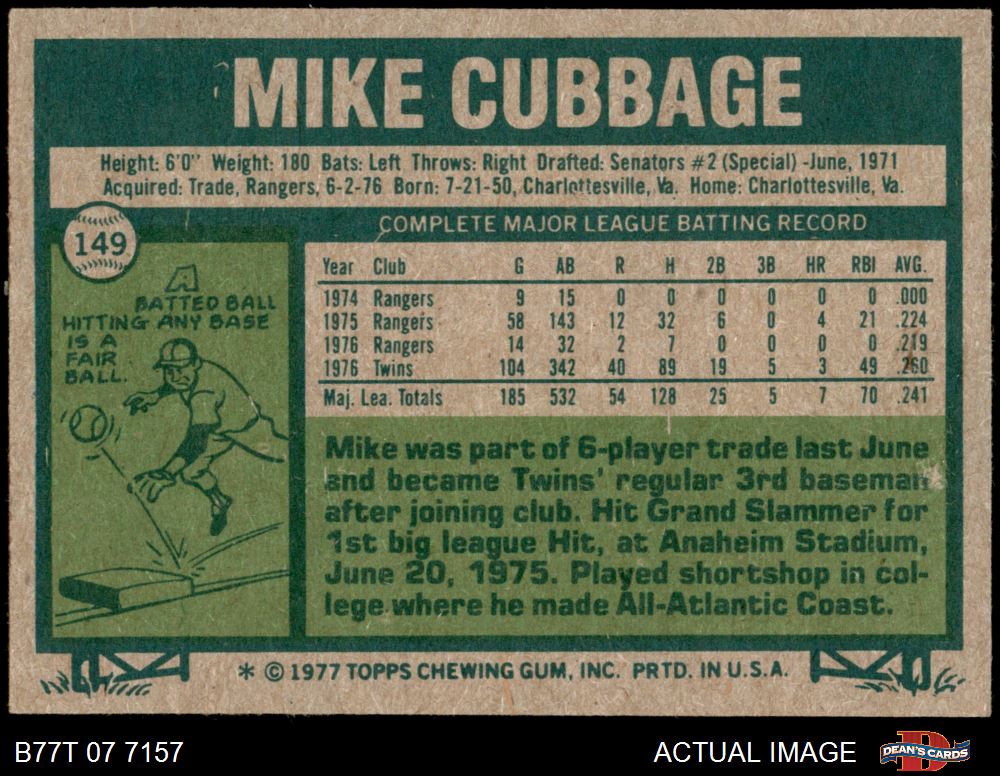 MIKE CUBBAGE
Height: 6'0" Weight: 180 Bats: Left Throws: Right Drafted: Senators #2 (Special) -June, 1971
Acquired: Trade, Rangers, 6-2-76 Born: 7-21-50, Charlottesville, Va. Home: Charlottesville, Va.
149
A
BATTED BALL
HITTING ANY BASE
IS A
FAIR
BALL.
COMPLETE MAJOR LEAGUE BATTING RECORD
Year Club G AB R H 2B 3B HR RBI AVG.
1974 Rangers 9 15 0 0 0 0 0 0 .000
1975 Rangers 58 143 12 32 6 0 4 21 .224
1976 Rangers 14 32 2 7 0 0 0 0 .219
1976 Twins 104 342 40 89 19 5 3 49 .260
Maj. Lea. Totals 185 532 54 128 25 5 7 70 .241
Mike was part of 6-player trade last June
and became Twins' regular 3rd baseman
after joining club. Hit Grand Slammer for
1st big league Hit, at Anaheim Stadium,
June 20, 1975. Played shortshop in col-
lege where he made All-Atlantic Coast.
* © 1977 TOPPS CHEWING GUM, INC. PRTD. IN U.S.A.
B77T 07 7157
ACTUAL IMAGE
D
DEAN'S CARDS